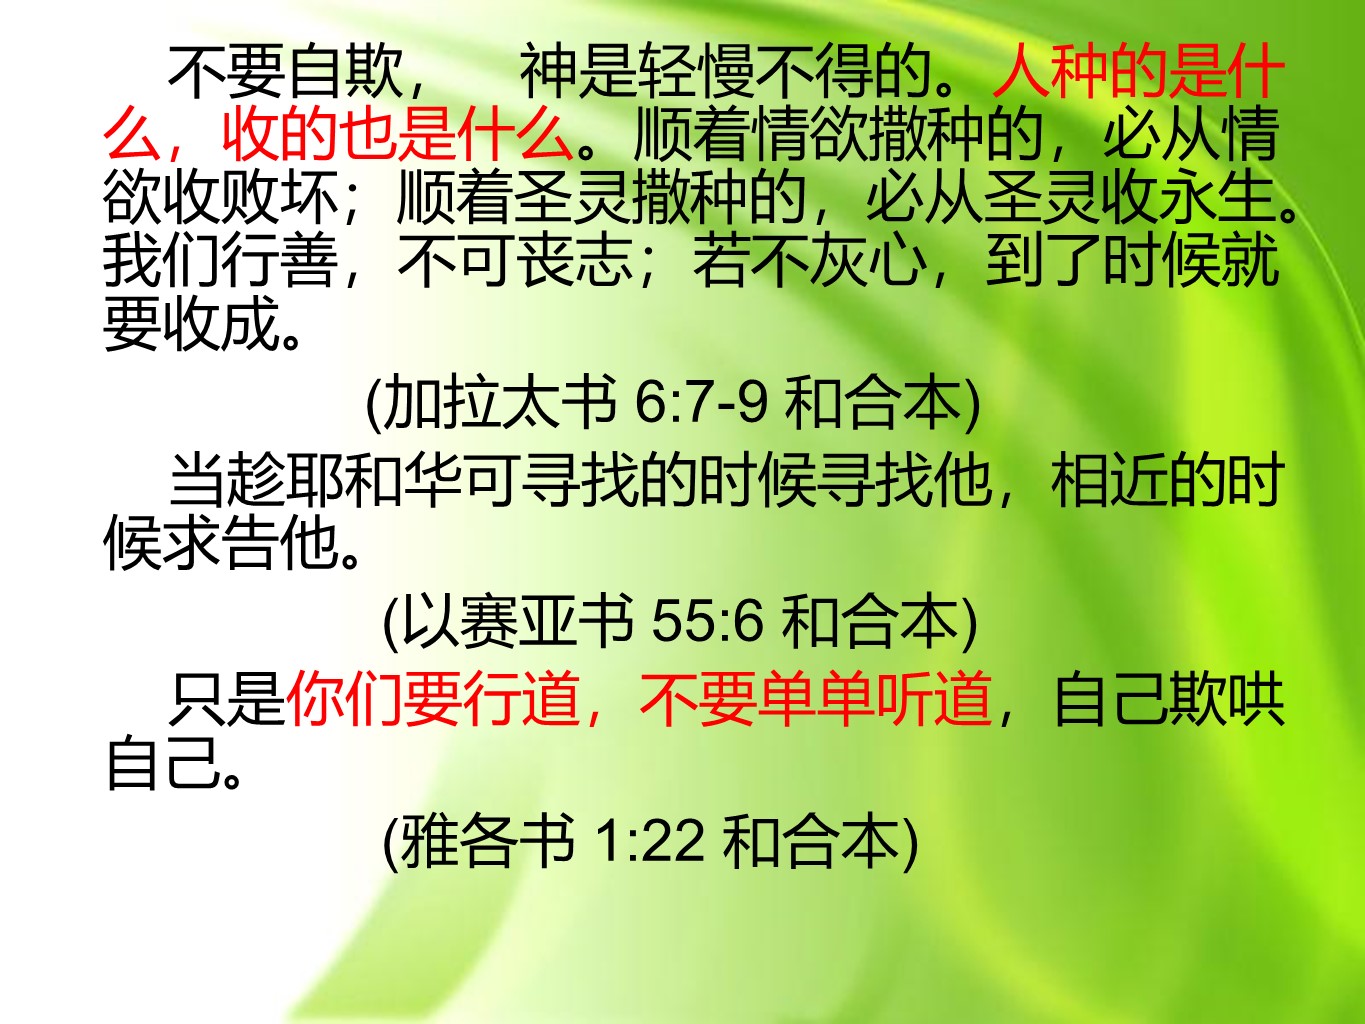 不要自欺，　神是轻慢不得的。人种的是什
么，收的也是什么。顺着情欲撒种的，必从情
欲收败坏；顺着圣灵撒种的，必从圣灵收永生。
我们行善，不可丧志；若不灰心，到了时候就
要收成。
(加拉太书 6:7-9 和合本)
当趁耶和华可寻找的时候寻找他，相近的时
候求告他。
(以赛亚书 55:6 和合本)
只是你们要行道，不要单单听道，自己欺哄
自己。
(雅各书 1:22 和合本)